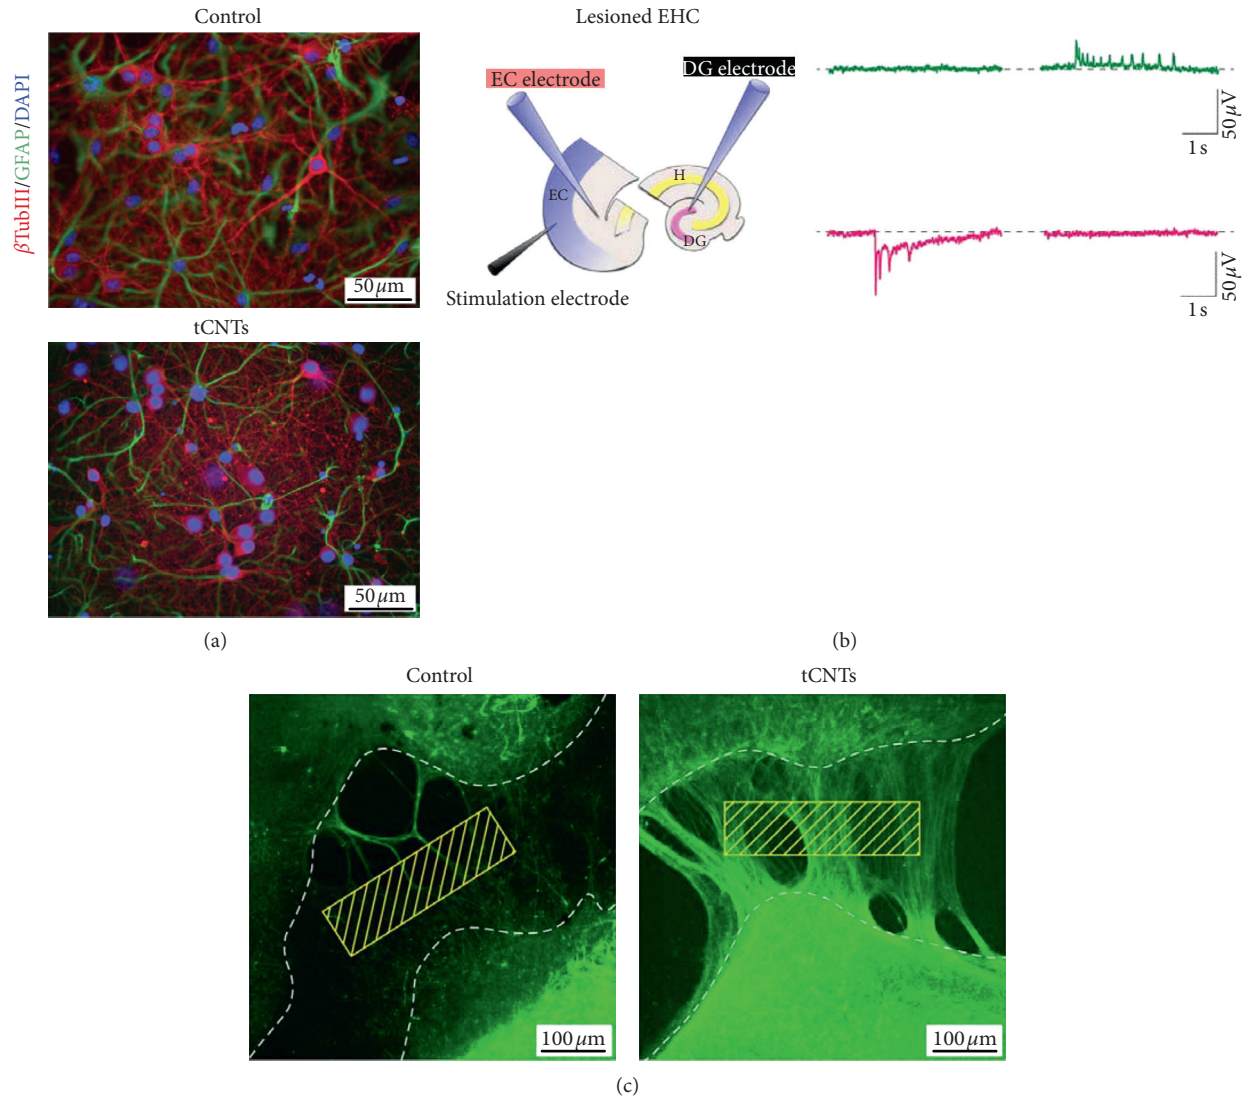 Control
βTubIII/GFAP/DAPI
50 μm
tCNTs
50 μm
(a)
Lesioned EHC
EC electrode
DG electrode
EC
H
DG
Stimulation electrode
50 μV
1 s
50 μV
1 s
(b)
Control
tCNTs
100 μm
100 μm
(c)